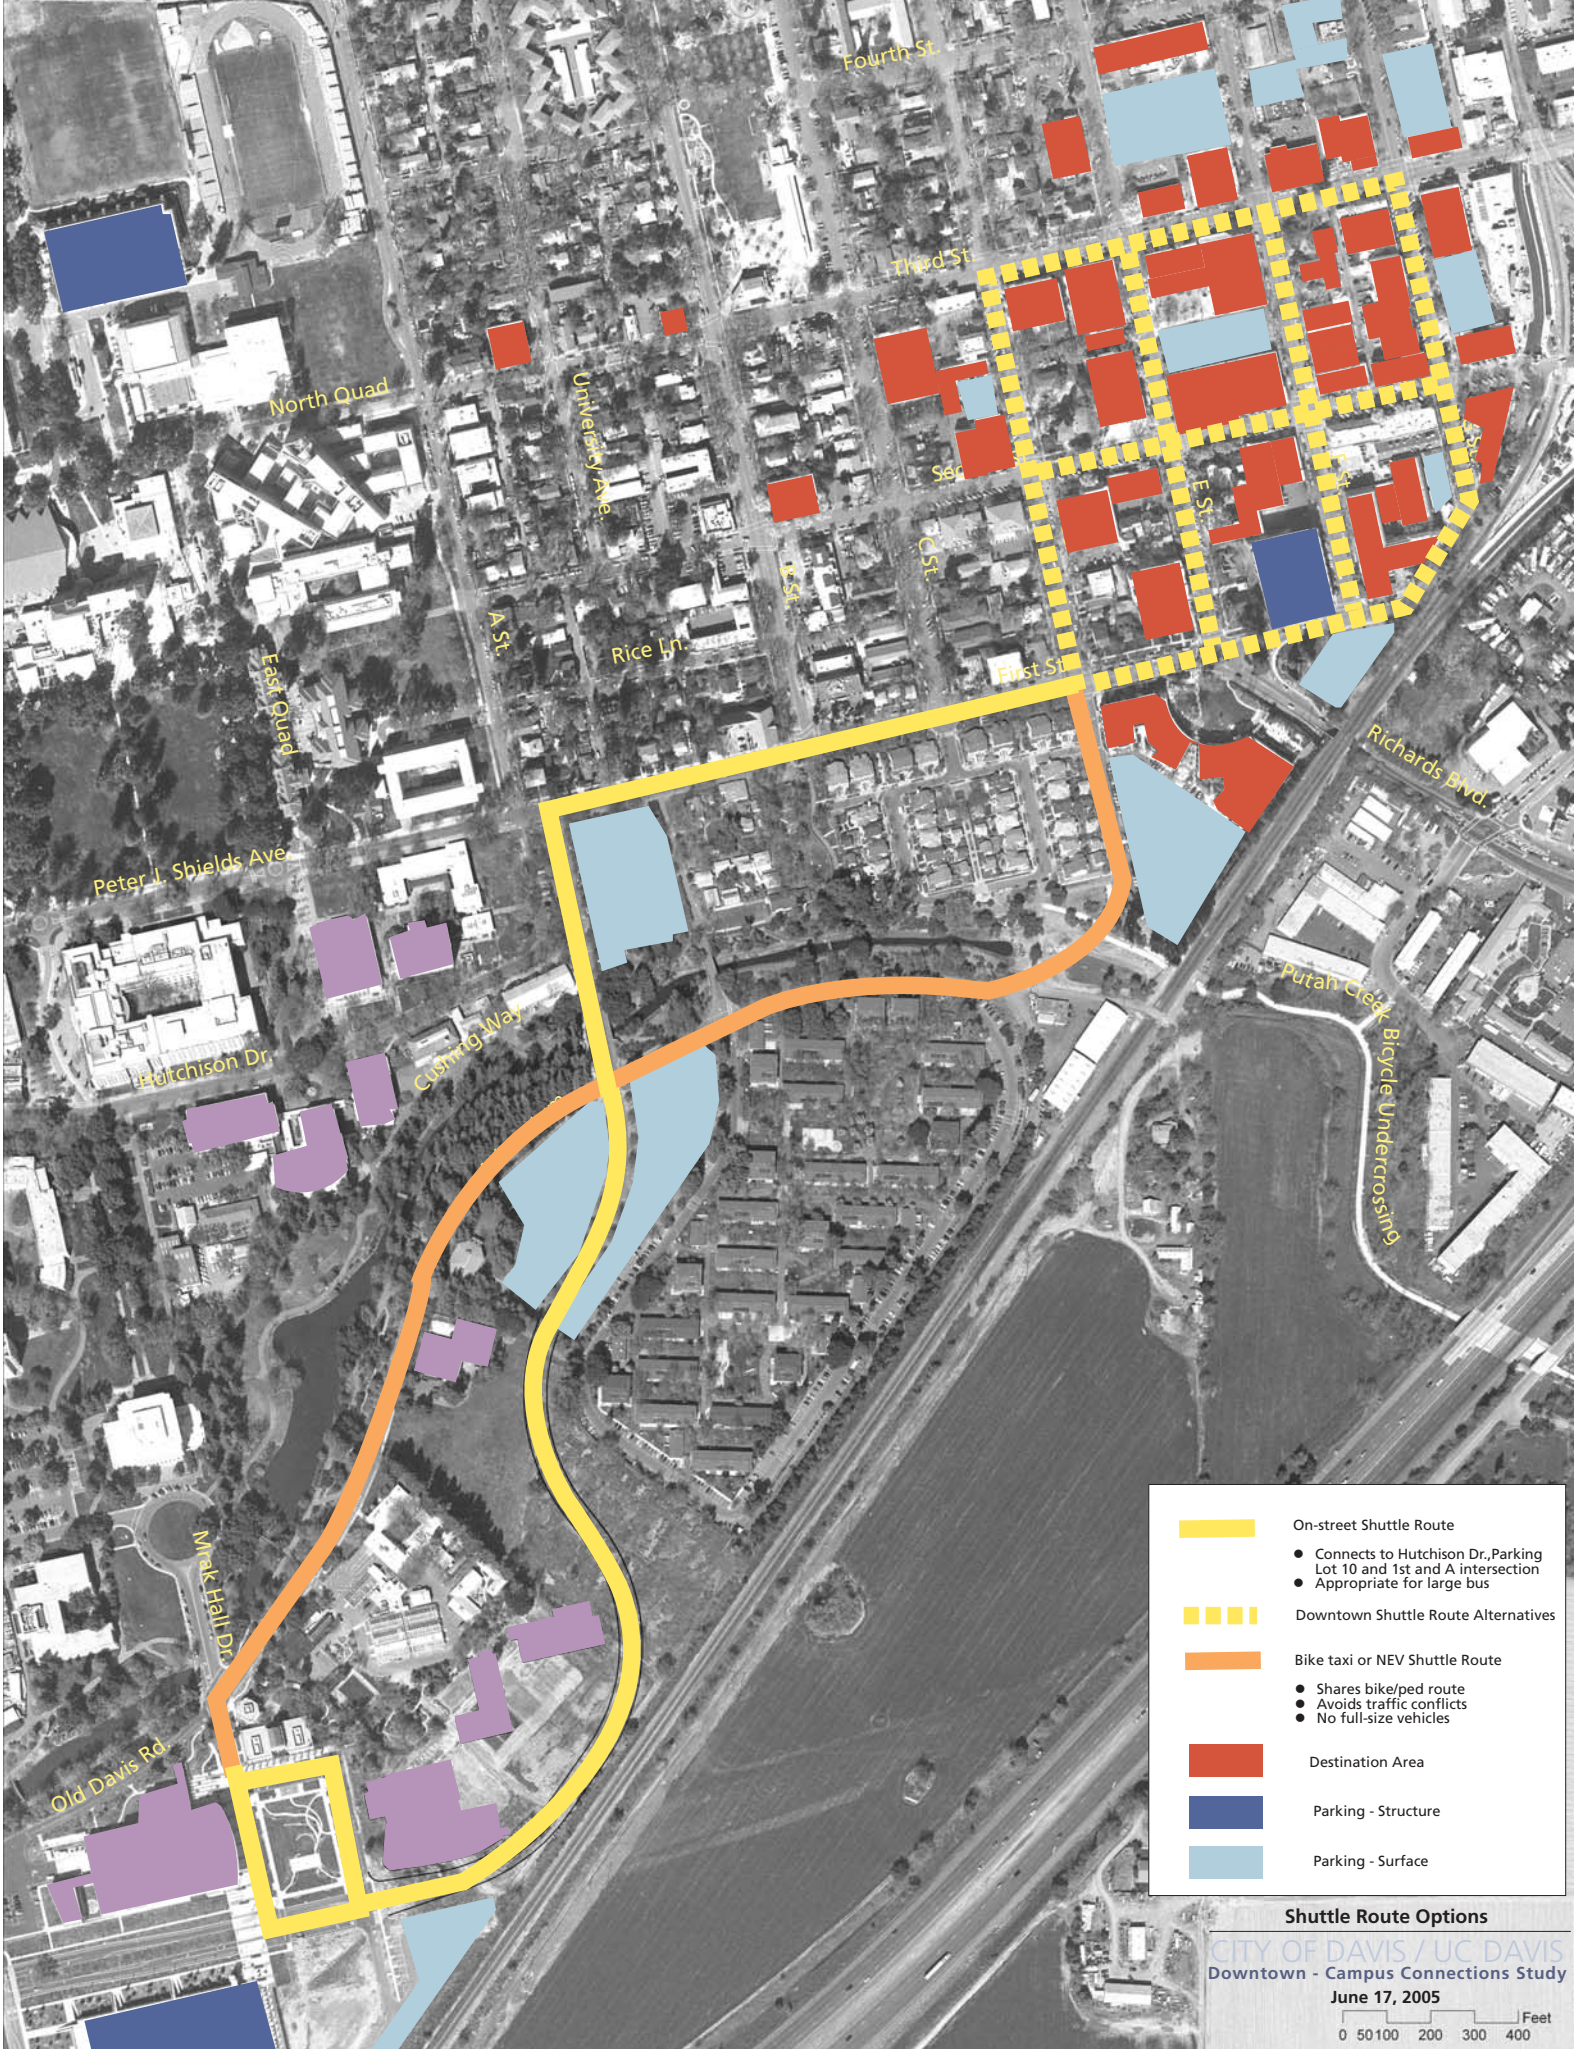 Fourth St.
Third St.
North Quad
University Ave.
E St.
F St.
A St.
B St.
C St.
Rice Ln.
First St.
East Quad
Richards Blvd.
Peter J. Shields Ave.
Putah Creek Bicycle Undercrossing
Cushing Way
Hutchison Dr.
Mrak Hall Dr.
Old Davis Rd.
On-street Shuttle Route
● Connects to Hutchison Dr.,Parking
Lot 10 and 1st and A intersection
● Appropriate for large bus
Downtown Shuttle Route Alternatives
Bike taxi or NEV Shuttle Route
● Shares bike/ped route
● Avoids traffic conflicts
● No full-size vehicles
Destination Area
Parking - Structure
Parking - Surface
Shuttle Route Options
CITY OF DAVIS / UC DAVIS
Downtown - Campus Connections Study
June 17, 2005
Feet
0 50 100 200 300 400